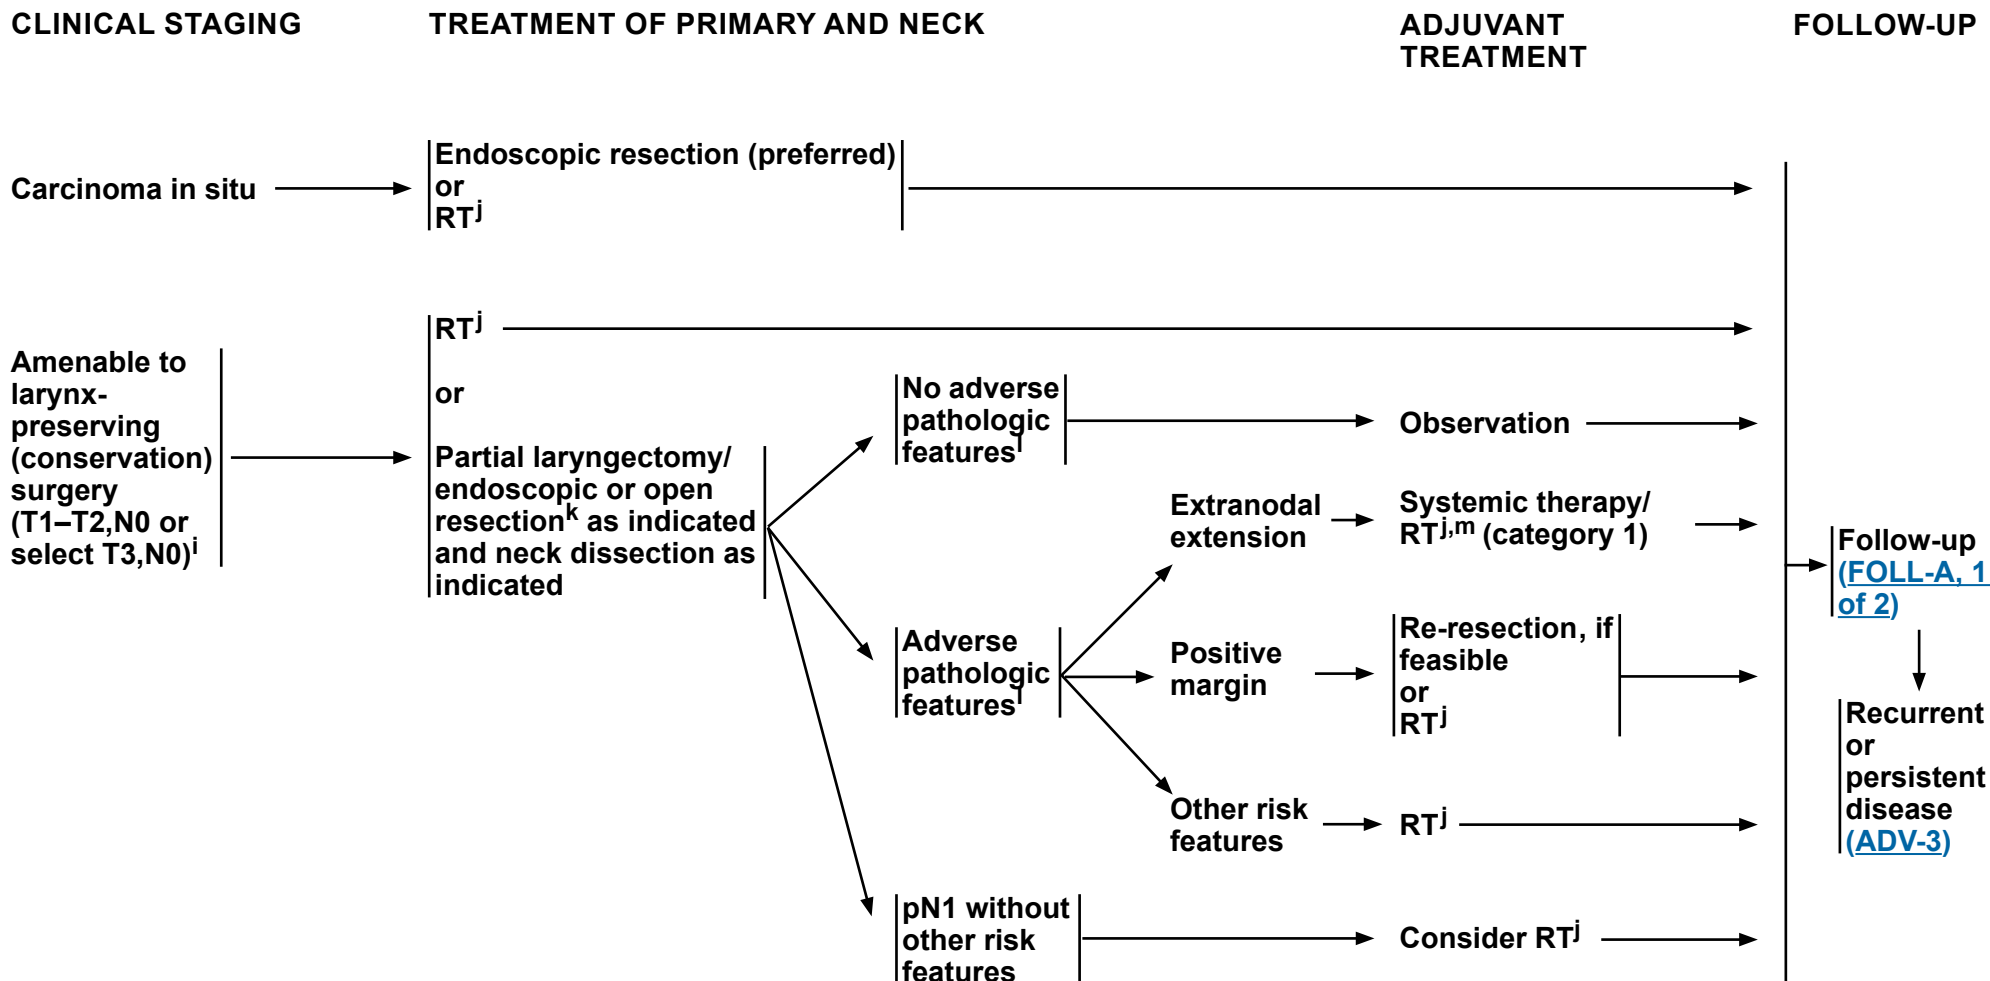 CLINICAL STAGING
TREATMENT OF PRIMARY AND NECK
ADJUVANT
TREATMENT
FOLLOW-UP
Carcinoma in situ
Endoscopic resection (preferred)
or
RTj
Amenable to
larynx-
preserving
(conservation)
surgery
(T1–T2,N0 or
select T3,N0)i
RTj
or
Partial laryngectomy/
endoscopic or open
resectionk as indicated
and neck dissection as
indicated
No adverse
pathologic
featuresl
Observation
Adverse
pathologic
featuresl
Extranodal
extension
Systemic therapy/
RTj,m (category 1)
Positive
margin
Re-resection, if
feasible
or
RTj
Other risk
features
RTj
pN1 without
other risk
features
Consider RTj
Follow-up
(FOLL-A, 1
of 2)
Recurrent
or
persistent
disease
(ADV-3)